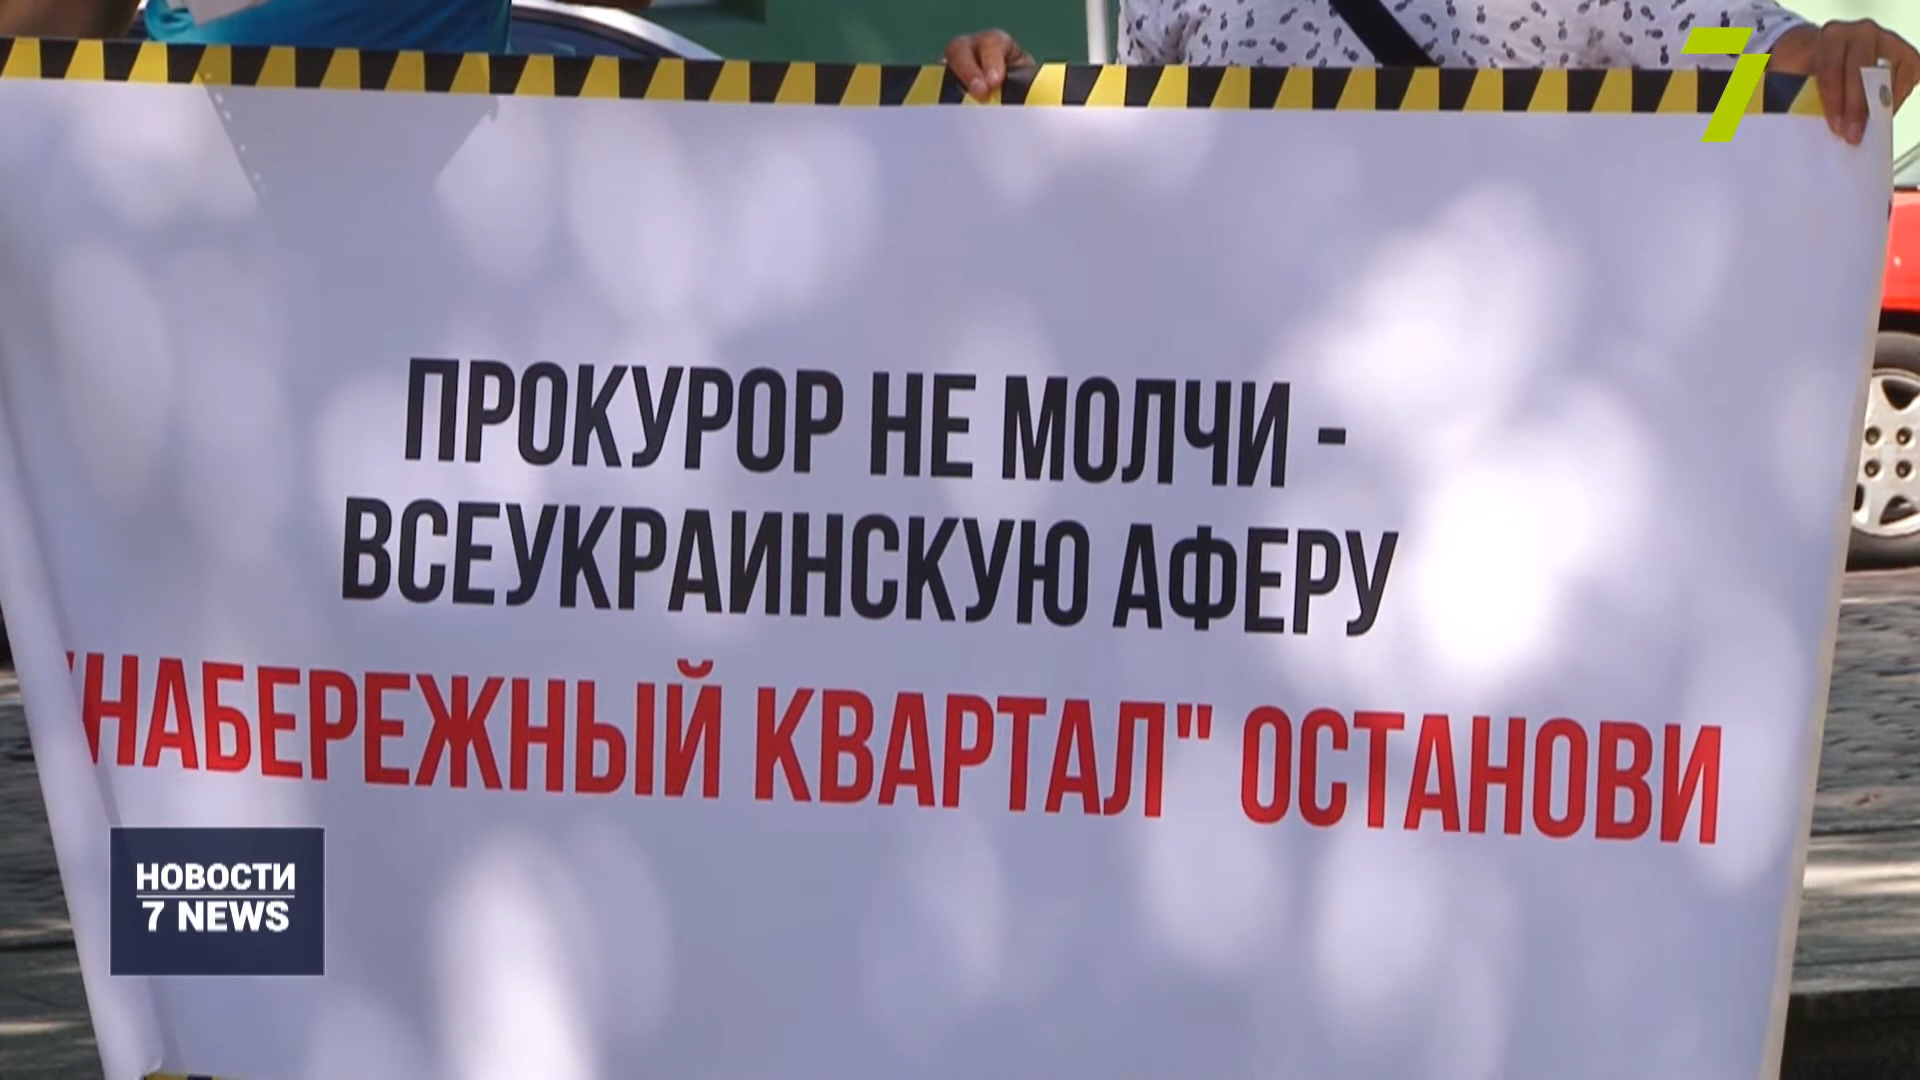 7
ПРОКУРОР НЕ МОЛЧИ -
ВСЕУКРАИНСКУЮ АФЕРУ
"НАБЕРЕЖНЫЙ КВАРТАЛ" ОСТАНОВИ
НОВОСТИ
7 NEWS